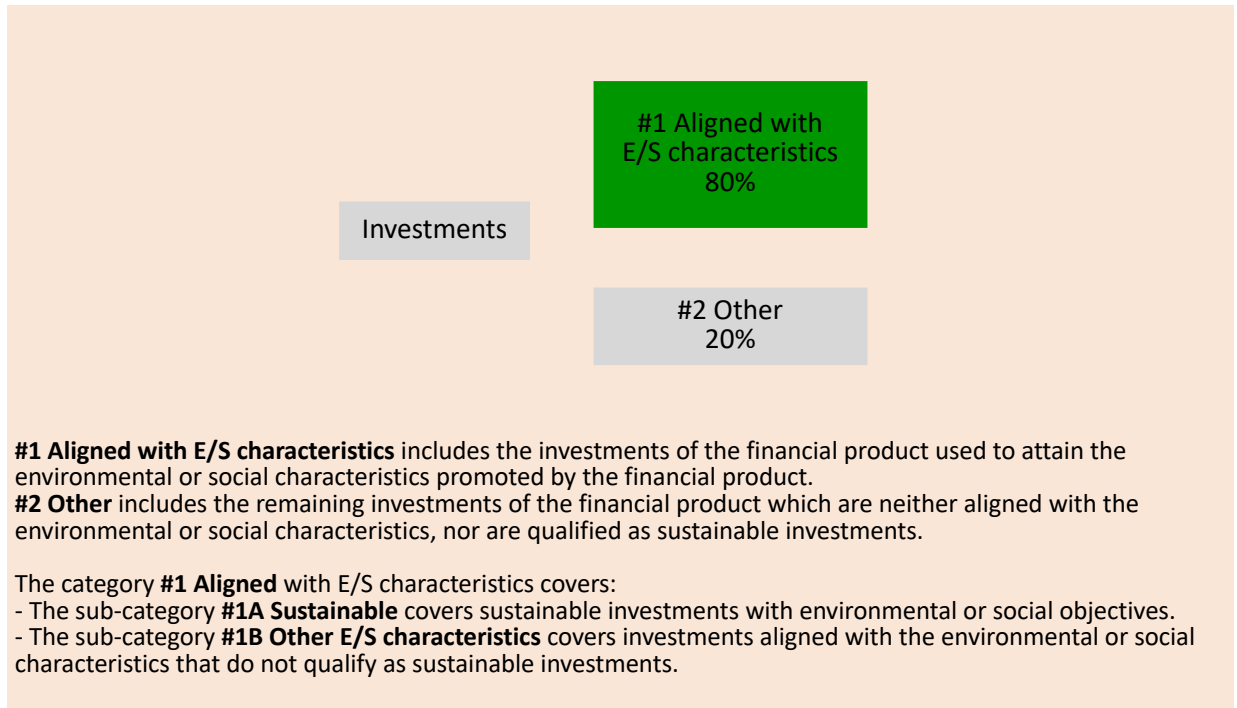 #1 Aligned with
E/S characteristics
80%
Investments
#2 Other
20%
#1 Aligned with E/S characteristics includes the investments of the financial product used to attain the
environmental or social characteristics promoted by the financial product.
#2 Other includes the remaining investments of the financial product which are neither aligned with the
environmental or social characteristics, nor are qualified as sustainable investments.
The category #1 Aligned with E/S characteristics covers:
- The sub-category #1A Sustainable covers sustainable investments with environmental or social objectives.
- The sub-category #1B Other E/S characteristics covers investments aligned with the environmental or social
characteristics that do not qualify as sustainable investments.